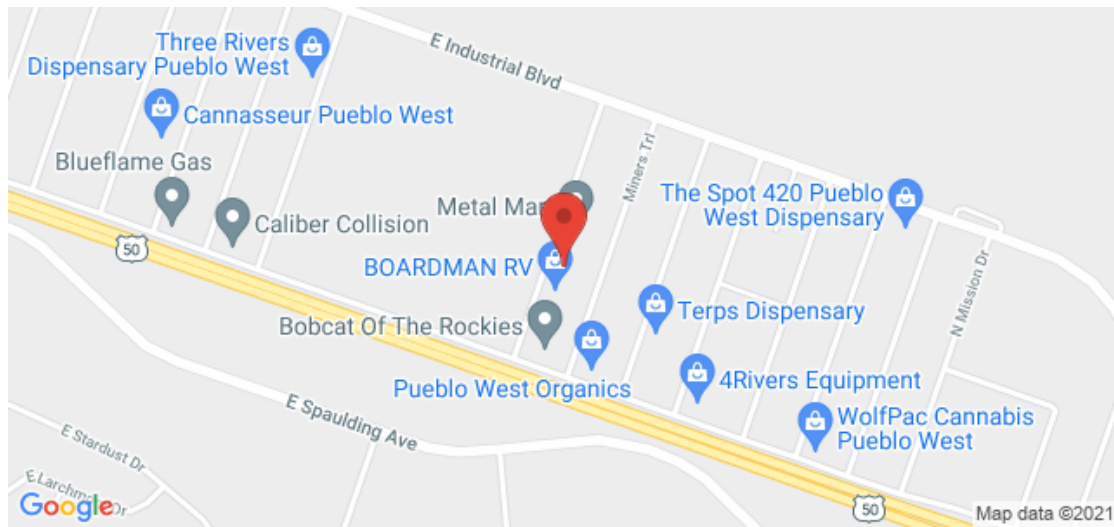 Three Rivers
Dispensary Pueblo West
E Industrial Blvd
Cannasseur Pueblo West
Blueflame Gas
Caliber Collision
Metal
Miners Trl
The Spot 420 Pueblo
West Dispensary
50
BOARDMAN RV
Bobcat Of The Rockies
Terps Dispensary
N Mission Dr
Pueblo West Organics
4Rivers Equipment
E Spaulding Ave
WolfPac Cannabis
Pueblo West
E Stardust Dr
E Dr
Google
50
Map data ©2021